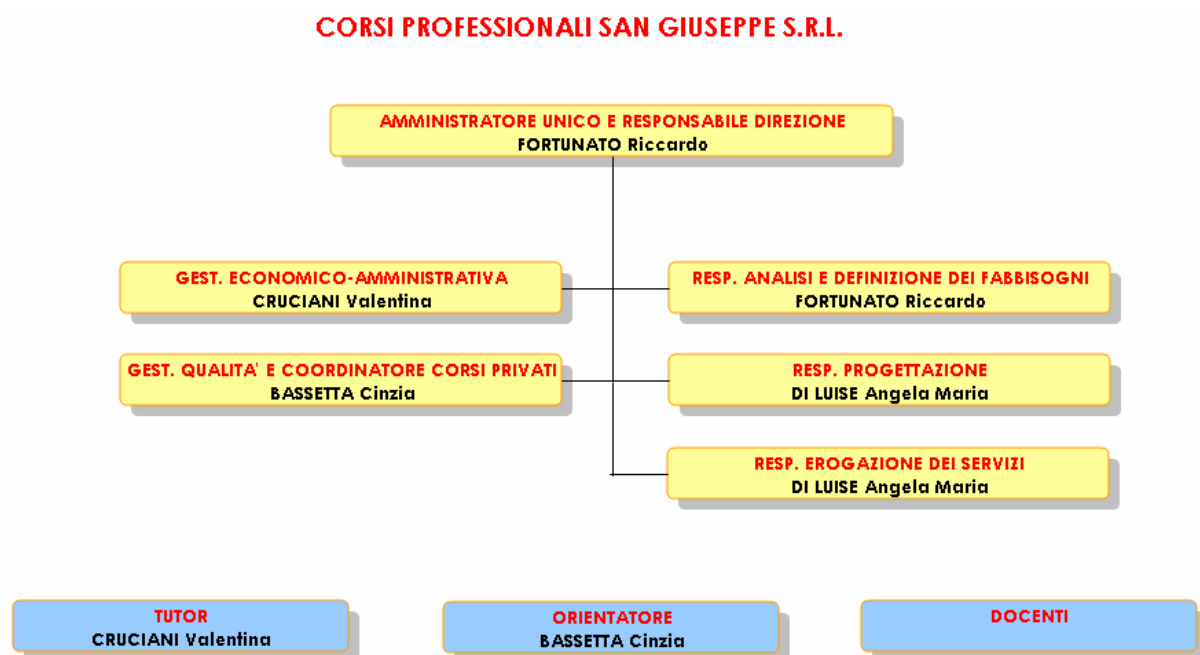 CORSI PROFESSIONALI SAN GIUSEPPE S.R.L.
AMMINISTRATORE UNICO E RESPONSABILE DIREZIONE
FORTUNATO Riccardo
GEST. ECONOMICO-AMMINISTRATIVA
CRUCIANI Valentina
RESP. ANALISI E DEFINIZIONE DEI FABBISOGNI
FORTUNATO Riccardo
GEST. QUALITA' E COORDINATORE CORSI PRIVATI
BASSETTA Cinzia
RESP. PROGETTAZIONE
DI LUISE Angela Maria
RESP. EROGAZIONE DEI SERVIZI
DI LUISE Angela Maria
TUTOR
CRUCIANI Valentina
ORIENTATORE
BASSETTA Cinzia
DOCENTI